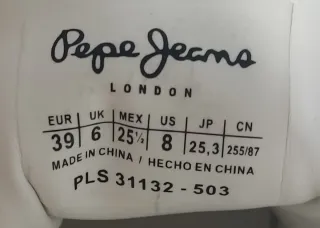 Pepe Jeans
LONDON
EUR UK MEX US JP CN
39 6 25½ 8 25,3 255/87
MADE IN CHINA / HECHO EN CHINA
PLS 31132 - 503